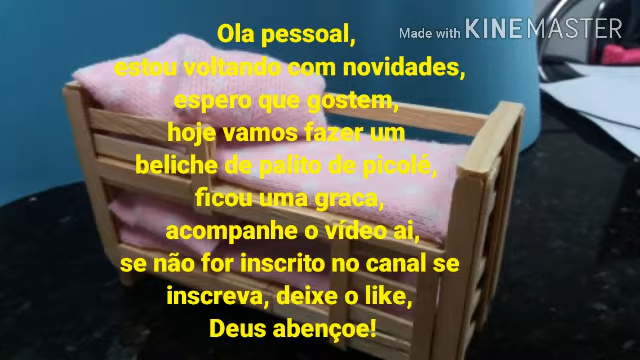 Ola pessoal,
Made with KINEMASTER
estou voltando com novidades,
espero que gostem,
hoje vamos fazer um
beliche de palito de picolé,
ficou uma graca,
acompanhe o vídeo ai,
se não for inscrito no canal se
inscreva, deixe o like,
Deus abençoe!